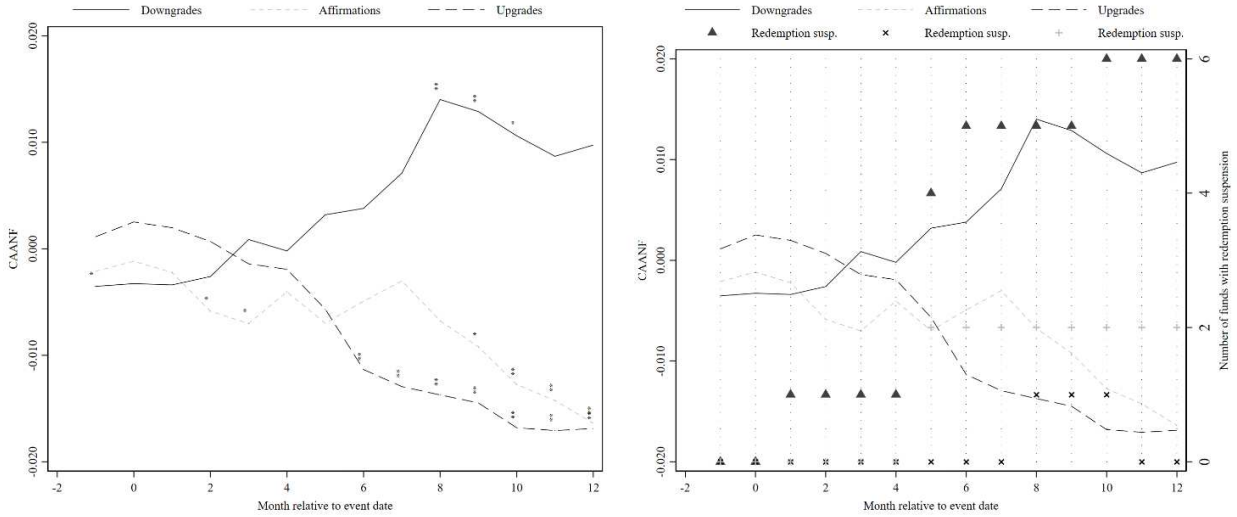 Downgrades Affirmations Upgrades
0.020
0.010
0.000
-0.010
-0.020
CAANF
-2 0 2 4 6 8 10 12
Month relative to event date
Downgrades Affirmations Upgrades
Redemption susp. Redemption susp. Redemption susp.
0.020
0.010
0.000
-0.010
-0.020
CAANF
6
4
2
0
Number of funds with redemption suspension
-2 0 2 4 6 8 10 12
Month relative to event date